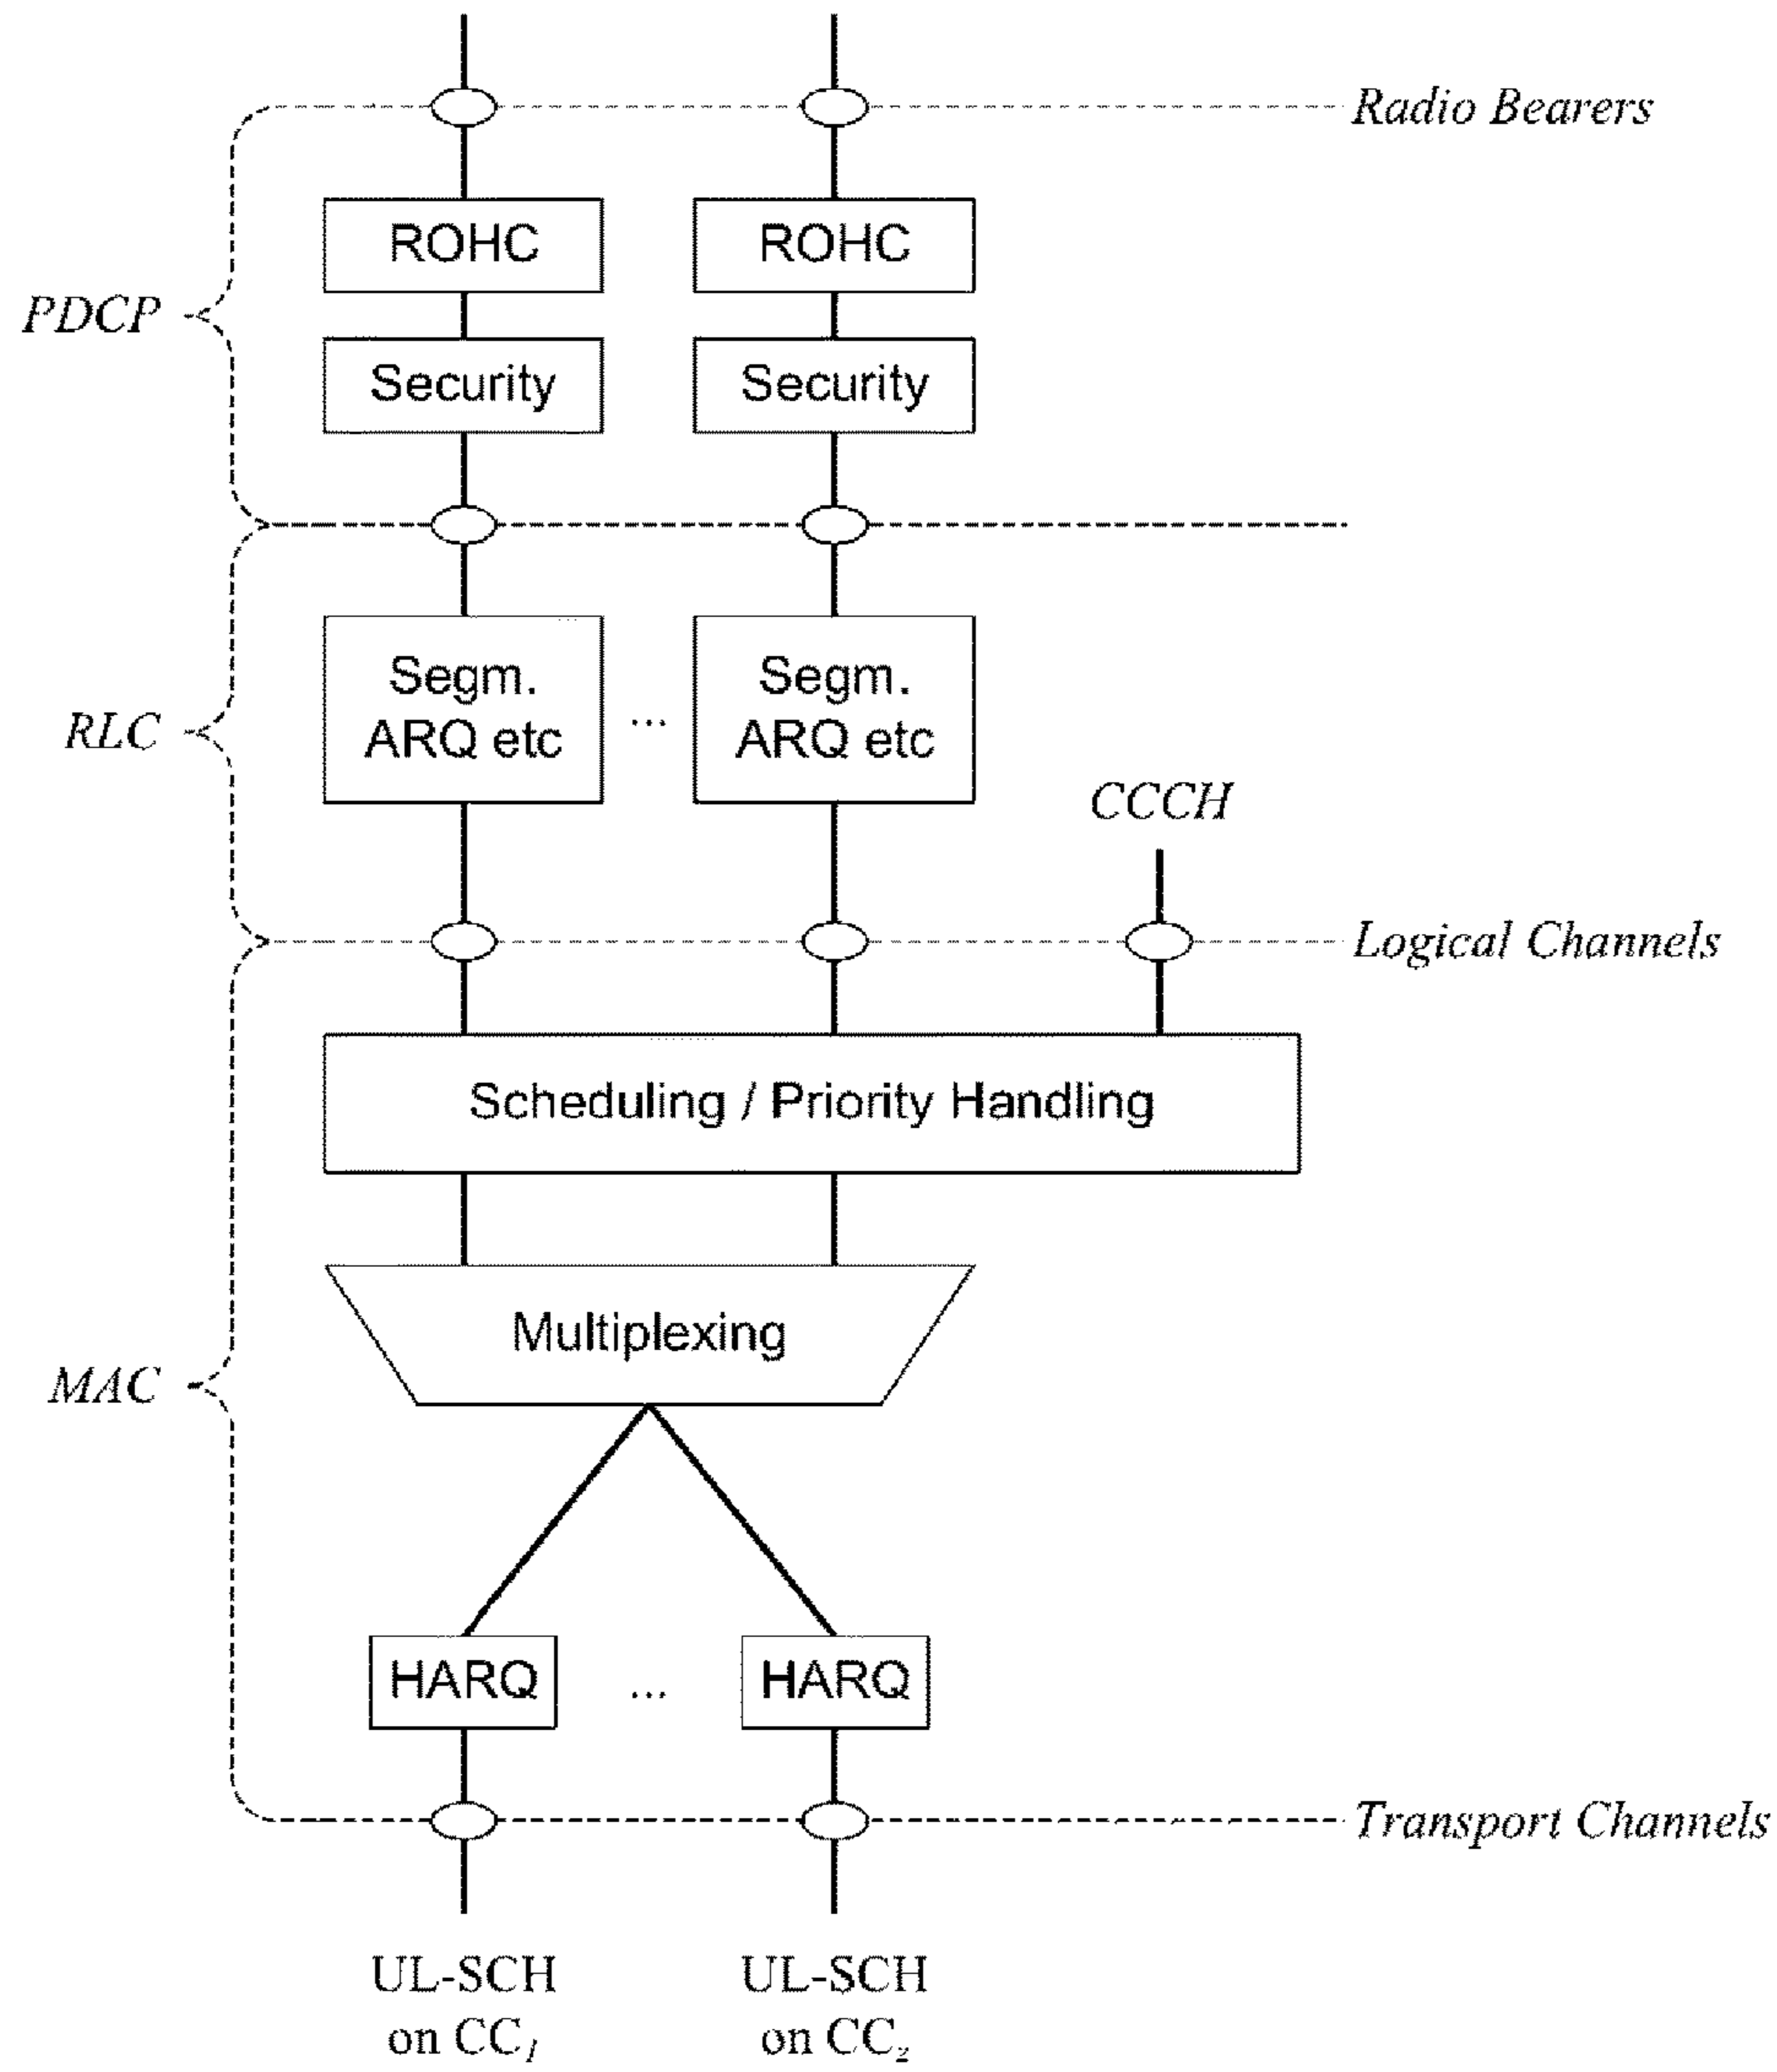 Radio Bearers
ROHC
ROHC
PDCP
Security
Security
Segm.
ARQ etc
...
Segm.
ARQ etc
RLC
CCCH
Logical Channels
Scheduling / Priority Handling
Multiplexing
MAC
HARQ
...
HARQ
Transport Channels
UL-SCH
on CC1
UL-SCH
on CC2